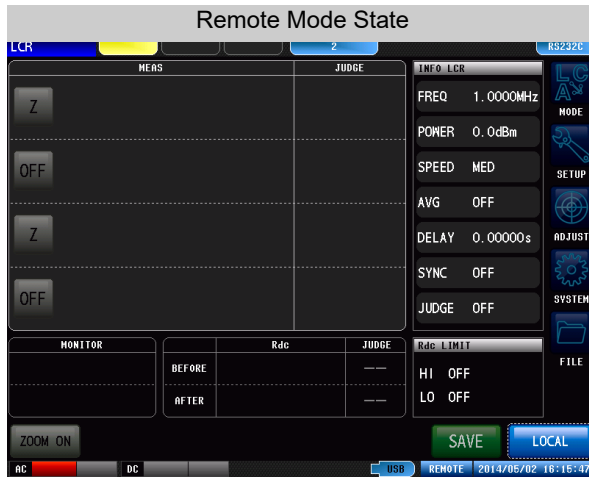 Remote Mode State
LCR 2 RS232C
MEAS JUDGE INFO LCR
Z FREQ 1.0000MHz MODE
POWER 0.0dBm
OFF SPEED MED SETUP
AVG OFF
Z DELAY 0.00000s ADJUST
SYNC OFF
OFF JUDGE OFF SYSTEM
MONITOR Rdc JUDGE Rdc LIMIT
BEFORE —— HI OFF FILE
AFTER —— LO OFF
ZOOM ON SAVE LOCAL
AC DC USB REMOTE 2014/05/02 16:15:47